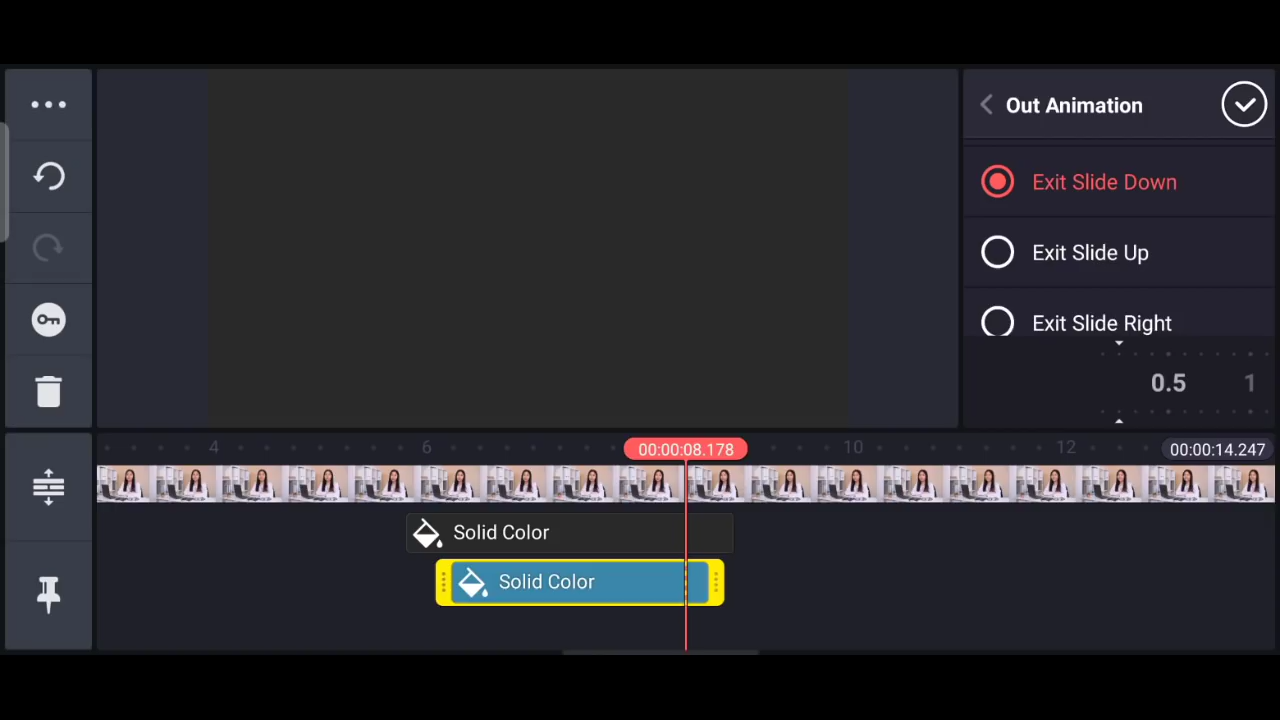 Out Animation
Exit Slide Down
Exit Slide Up
Exit Slide Right
0.5 1
4 6 00:00:08.178 10 12 00:00:14.247
Solid Color
Solid Color